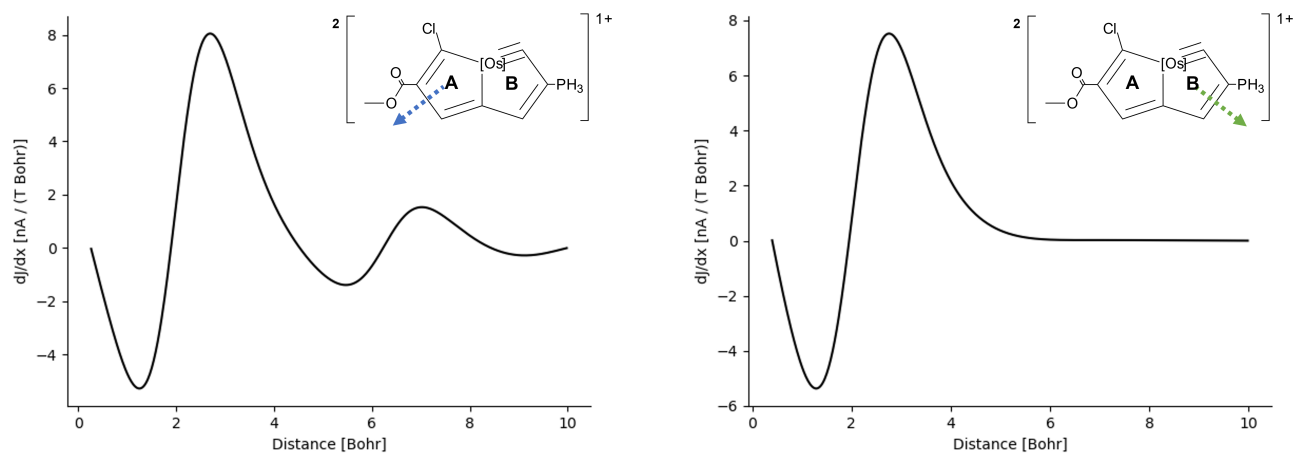 8
6
4
2
0
−2
−4
dJ/dx [nA / (T Bohr)]
0 2 4 6 8 10
Distance [Bohr]
2
1+
Cl
[Os]
A
B
O
O
PH3
8
6
4
2
0
−2
−4
−6
dJ/dx [nA / (T Bohr)]
0 2 4 6 8 10
Distance [Bohr]
2
1+
Cl
[Os]
A
B
O
O
PH3